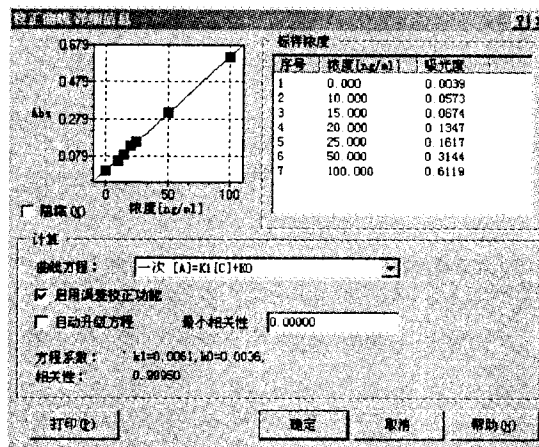 校正曲线 详细信息
0.679
0.479
0.279
0.079
Abs
0
50
100
浓度[ng/ml]
隐藏(X)
标样浓度
序号 浓度[ng/ml] 吸光度
1 0.000 0.0039
2 10.000 0.0573
3 15.000 0.0874
4 20.000 0.1347
5 25.000 0.1617
6 50.000 0.3144
7 100.000 0.6119
计算
曲线方程： 一次 [A]=K1[C]+K0
启用调整校正功能
自动升级方程 最小相关性 0.00000
方程系数： k1=0.0061,k0=0.0036,
相关性： 0.99950
打印(P) 确定 取消 帮助(H)